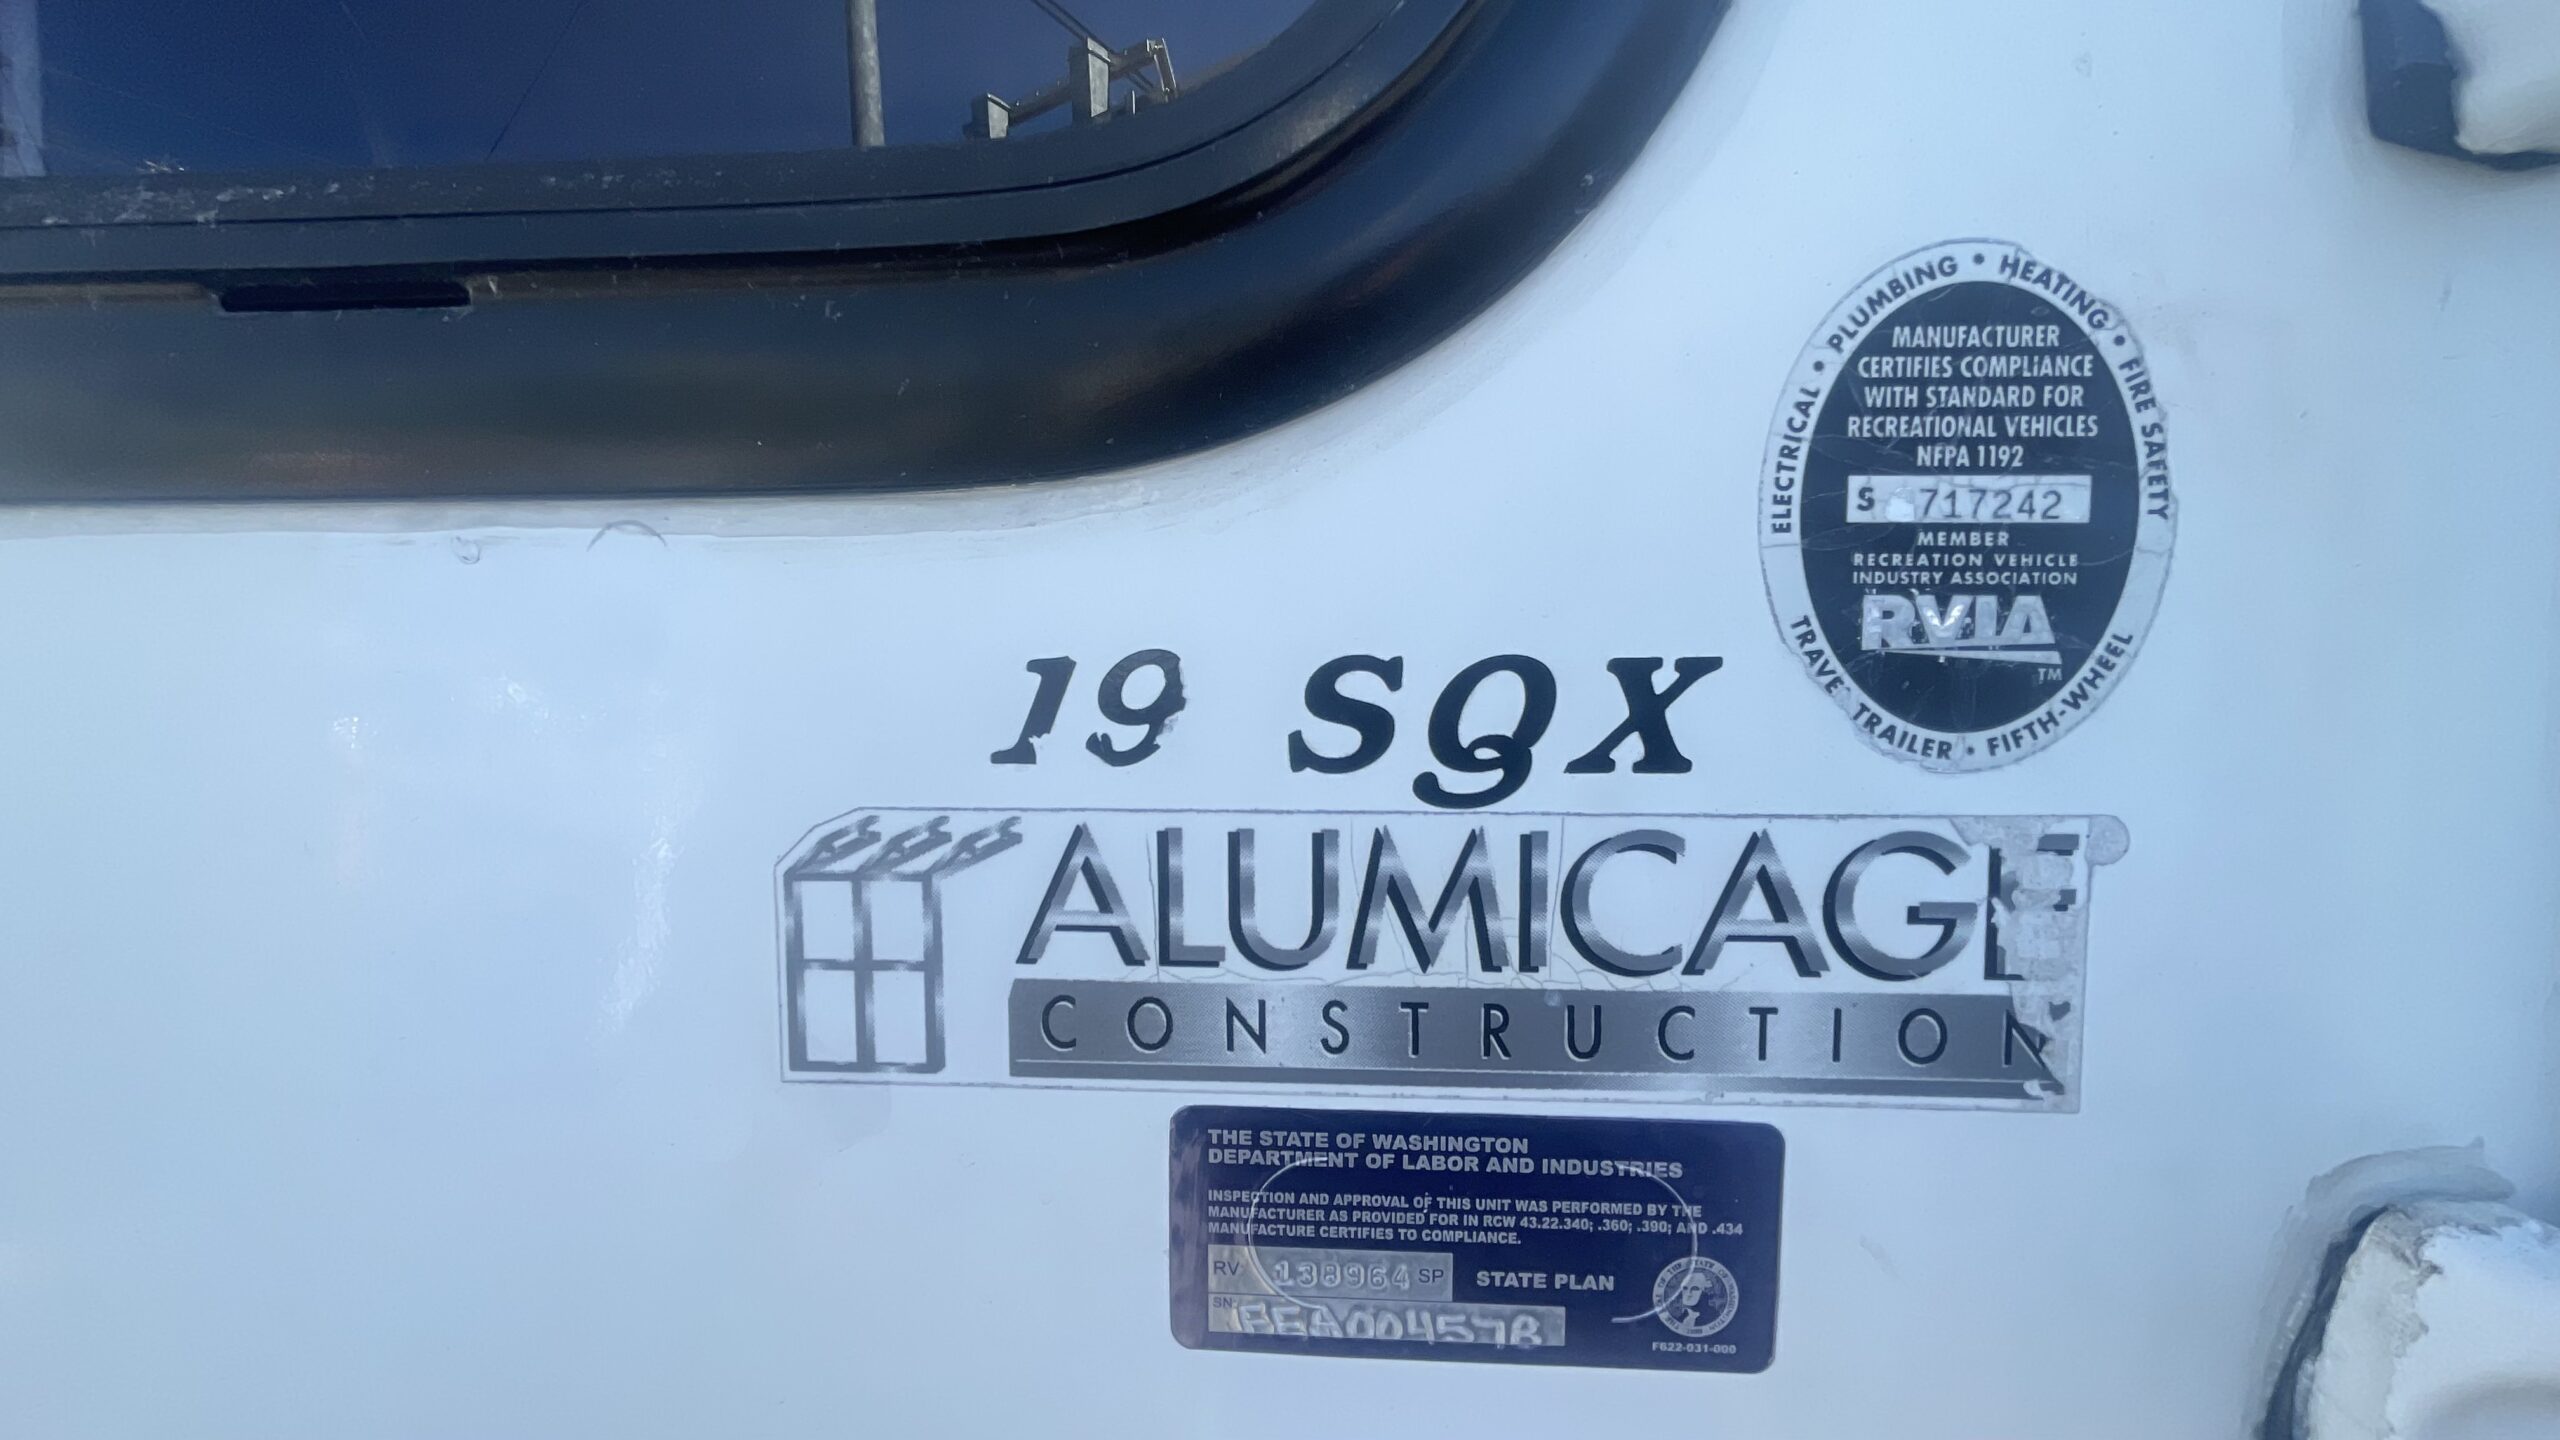 ELECTRICAL • PLUMBING • HEATING • FIRE SAFETY
MANUFACTURER
CERTIFIES COMPLIANCE
WITH STANDARD FOR
RECREATIONAL VEHICLES
NFPA 1192
S 717242
MEMBER
RECREATION VEHICLE
INDUSTRY ASSOCIATION
RVIA
TM
TRAVEL TRAILER • FIFTH-WHEEL
19 SQX
ALUMICAGE
CONSTRUCTION
THE STATE OF WASHINGTON
DEPARTMENT OF LABOR AND INDUSTRIES
INSPECTION AND APPROVAL OF THIS UNIT WAS PERFORMED BY THE
MANUFACTURER AS PROVIDED FOR IN RCW 43.22.340; .360; .390; AND .434
MANUFACTURE CERTIFIES TO COMPLIANCE.
RV: 138964 SP STATE PLAN
SN:
F622-031-000